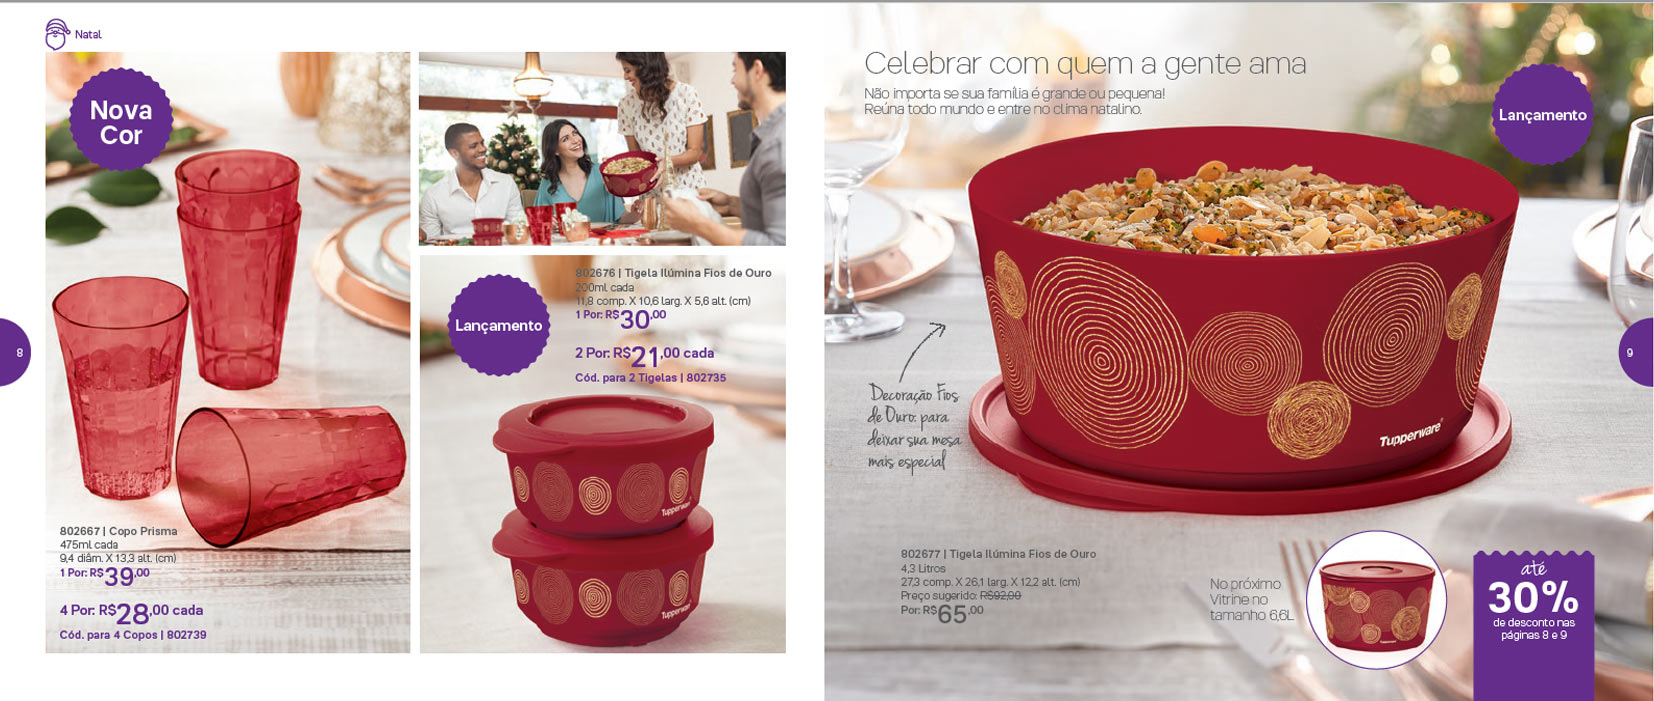 Natal
Nova
Cor
802667 | Copo Prisma
475ml cada
9,4 diâm. X 13,3 alt. (cm)
1 Por: R$39,00
4 Por: R$28,00 cada
Cód. para 4 Copos | 802739
8
Lançamento
802676 | Tigela Ilúmina Fios de Ouro
200ml cada
11,8 comp. X 10,6 larg. X 5,6 alt. (cm)
1 Por: R$30,00
2 Por: R$21,00 cada
Cód. para 2 Tigelas | 802735
Tupperware
Tupperware
Celebrar com quem a gente ama
Não importa se sua família é grande ou pequena!
Reúna todo mundo e entre no clima natalino.
Lançamento
Decoração Fios
de Ouro: para
deixar sua mesa
mais especial
Tupperware®
802677 | Tigela Ilúmina Fios de Ouro
4,3 Litros
27,3 comp. X 26,1 larg. X 12,2 alt. (cm)
Preço sugerido: R$92,00
Por: R$65,00
No próximo
Vitrine no
tamanho 6,6L
Tupperware
até
30%
de desconto nas
páginas 8 e 9
9